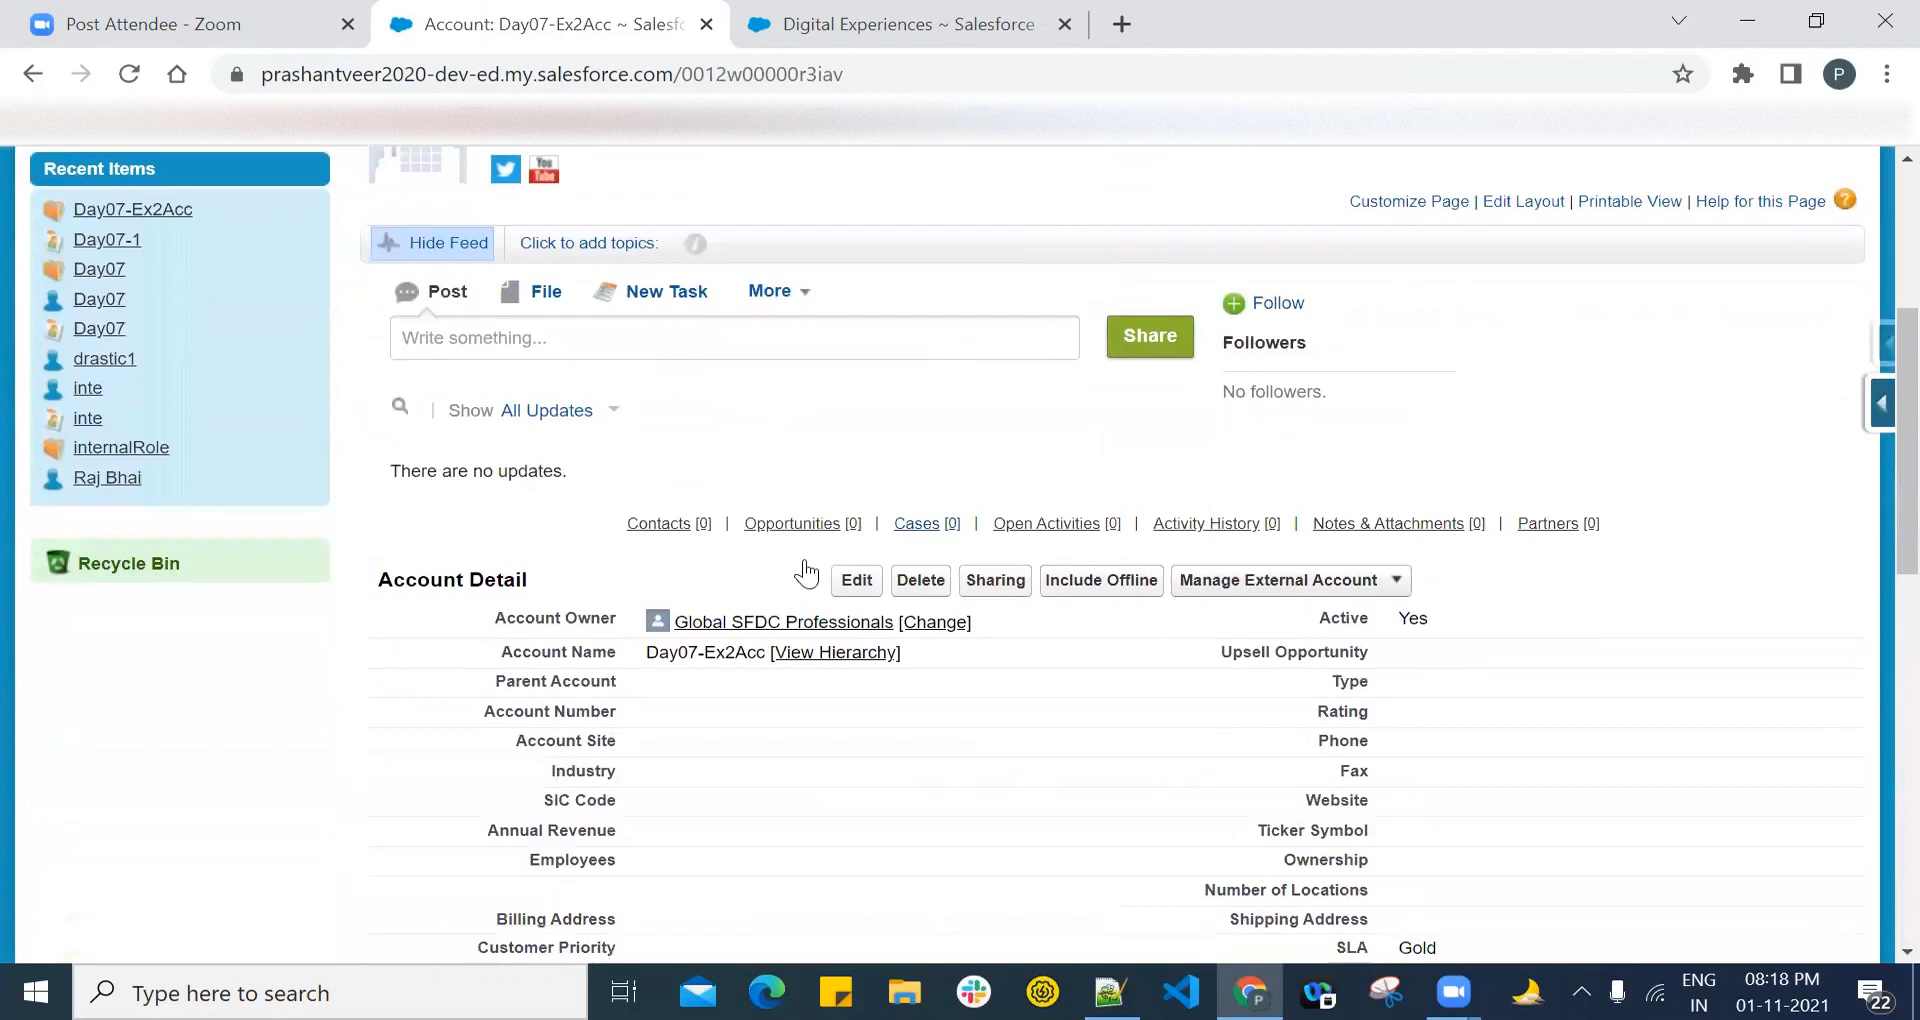 Post Attendee - Zoom
Account: Day07-Ex2Acc ~ Salesfo
Digital Experiences ~ Salesforce
prashantveer2020-dev-ed.my.salesforce.com/0012w00000r3iav
P
Recent Items
Day07-Ex2Acc
Day07-1
Day07
Day07
Day07
drastic1
inte
inte
internalRole
Raj Bhai
Recycle Bin
You
Tube
Customize Page | Edit Layout | Printable View | Help for this Page ?
Hide Feed
Click to add topics:
Post
File
New Task
More
Write something...
Share
Follow
Followers
No followers.
Show All Updates
There are no updates.
Contacts [0] | Opportunities [0] | Cases [0] | Open Activities [0] | Activity History [0] | Notes & Attachments [0] | Partners [0]
Account Detail
Edit
Delete
Sharing
Include Offline
Manage External Account
Account Owner Global SFDC Professionals [Change] Active Yes
Account Name Day07-Ex2Acc [View Hierarchy] Upsell Opportunity
Parent Account Type
Account Number Rating
Account Site Phone
Industry Fax
SIC Code Website
Annual Revenue Ticker Symbol
Employees Ownership
Number of Locations
Billing Address Shipping Address
Customer Priority SLA Gold
Type here to search
ENG
IN
08:18 PM
01-11-2021
22